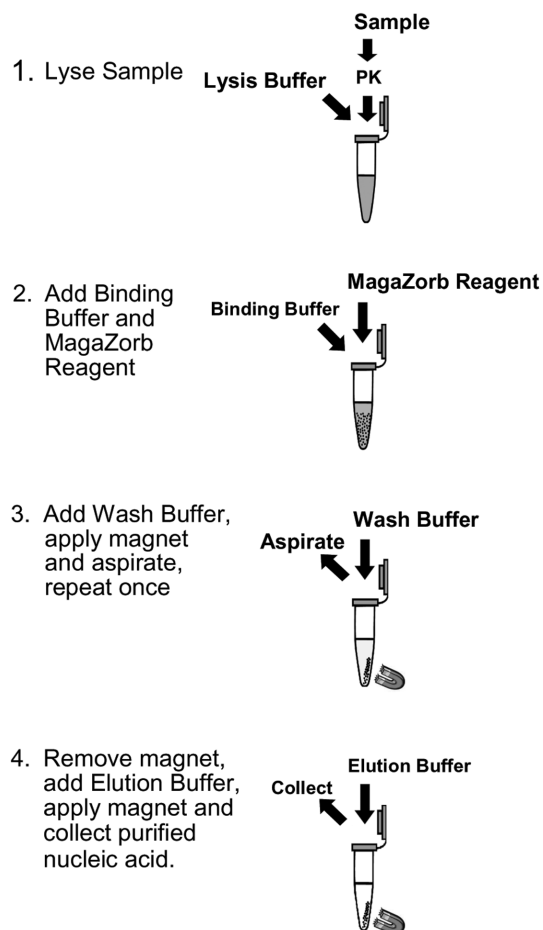 Sample
1. Lyse Sample
Lysis Buffer
PK
MagaZorb Reagent
2. Add Binding
Buffer and
MagaZorb
Reagent
Binding Buffer
3. Add Wash Buffer,
apply magnet
and aspirate,
repeat once
Wash Buffer
Aspirate
4. Remove magnet,
add Elution Buffer,
apply magnet and
collect purified
nucleic acid.
Elution Buffer
Collect